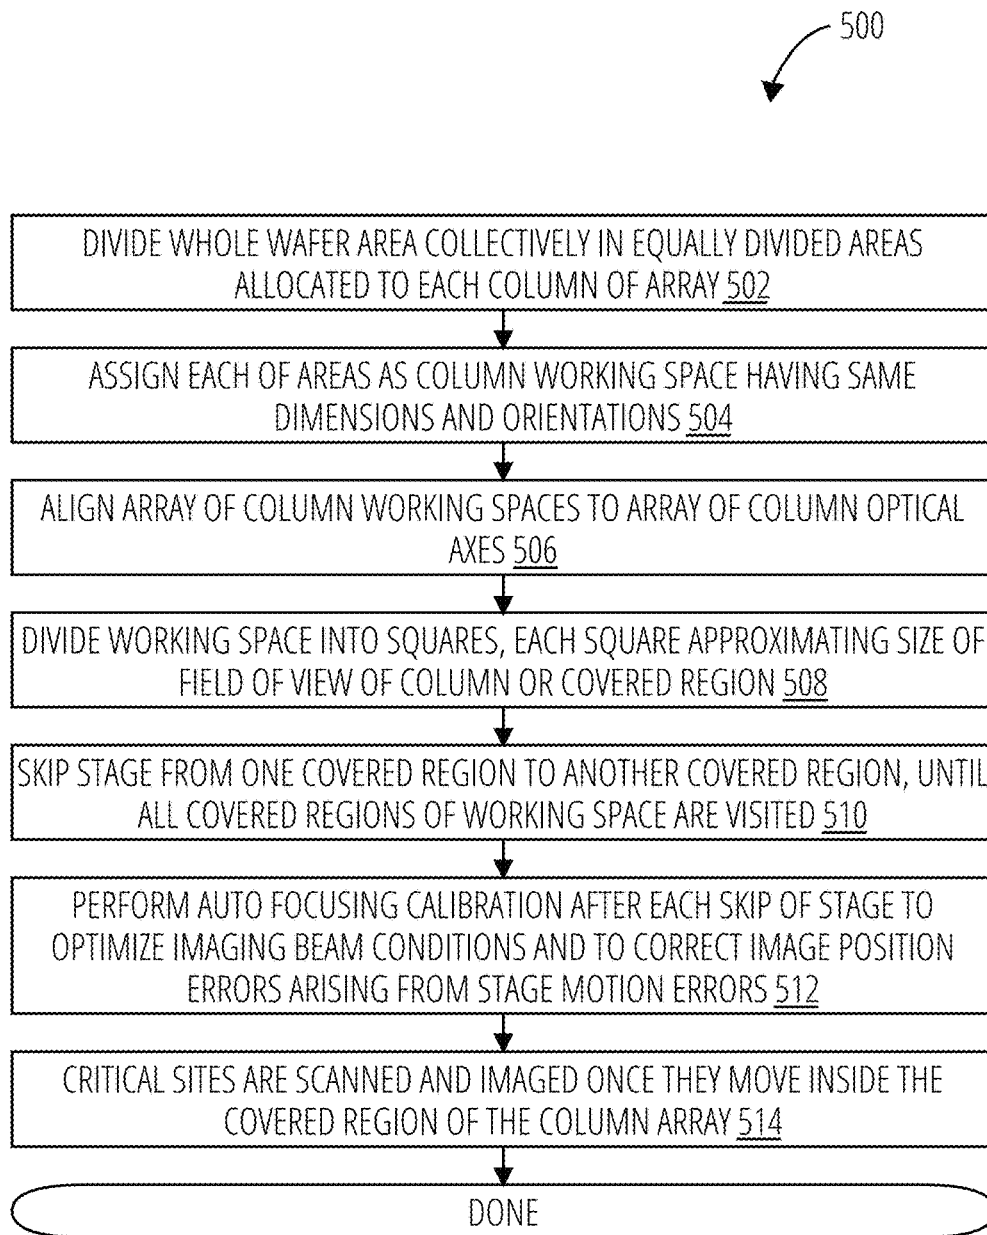 500
DIVIDE WHOLE WAFER AREA COLLECTIVELY IN EQUALLY DIVIDED AREAS
ALLOCATED TO EACH COLUMN OF ARRAY 502
ASSIGN EACH OF AREAS AS COLUMN WORKING SPACE HAVING SAME
DIMENSIONS AND ORIENTATIONS 504
ALIGN ARRAY OF COLUMN WORKING SPACES TO ARRAY OF COLUMN OPTICAL
AXES 506
DIVIDE WORKING SPACE INTO SQUARES, EACH SQUARE APPROXIMATING SIZE OF
FIELD OF VIEW OF COLUMN OR COVERED REGION 508
SKIP STAGE FROM ONE COVERED REGION TO ANOTHER COVERED REGION, UNTIL
ALL COVERED REGIONS OF WORKING SPACE ARE VISITED 510
PERFORM AUTO FOCUSING CALIBRATION AFTER EACH SKIP OF STAGE TO
OPTIMIZE IMAGING BEAM CONDITIONS AND TO CORRECT IMAGE POSITION
ERRORS ARISING FROM STAGE MOTION ERRORS 512
CRITICAL SITES ARE SCANNED AND IMAGED ONCE THEY MOVE INSIDE THE
COVERED REGION OF THE COLUMN ARRAY 514
DONE